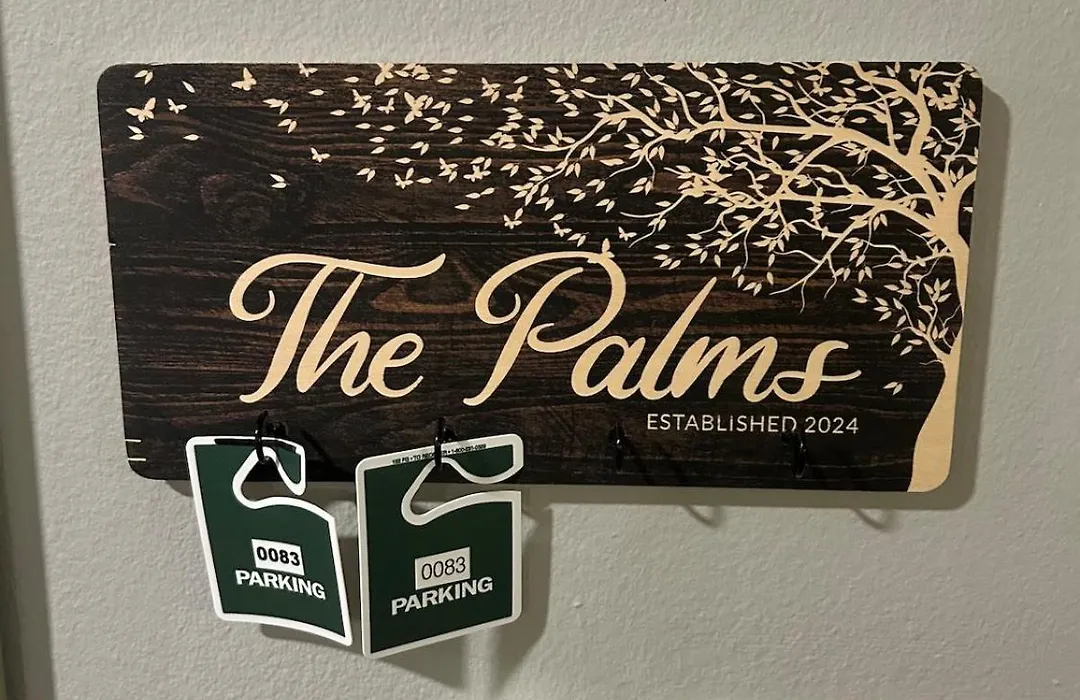 The Palms
ESTABLISHED 2024
0083
PARKING
0083
PARKING